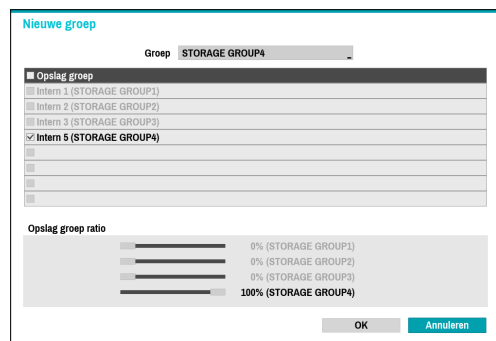 Nieuwe groep
Groep STORAGE GROUP4 _
Opslag groep
Intern 1 (STORAGE GROUP1)
Intern 2 (STORAGE GROUP2)
Intern 3 (STORAGE GROUP3)
Intern 5 (STORAGE GROUP4)
Opslag groep ratio
0% (STORAGE GROUP1)
0% (STORAGE GROUP2)
0% (STORAGE GROUP3)
100% (STORAGE GROUP4)
OK Annuleren